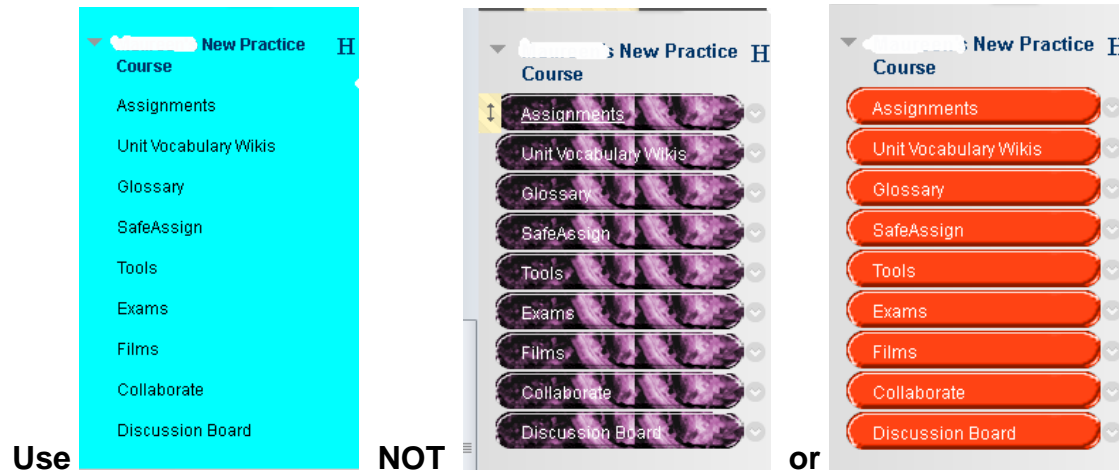 New Practice H
Course
Assignments
Unit Vocabulary Wikis
Glossary
SafeAssign
Tools
Exams
Films
Collaborate
Discussion Board
Use
's New Practice H
Course
Assignments
Unit Vocabulary Wikis
Glossary
SafeAssign
Tools
Exams
Films
Collaborate
Discussion Board
NOT
New Practice H
Course
Assignments
Unit Vocabulary Wikis
Glossary
SafeAssign
Tools
Exams
Films
Collaborate
Discussion Board
or